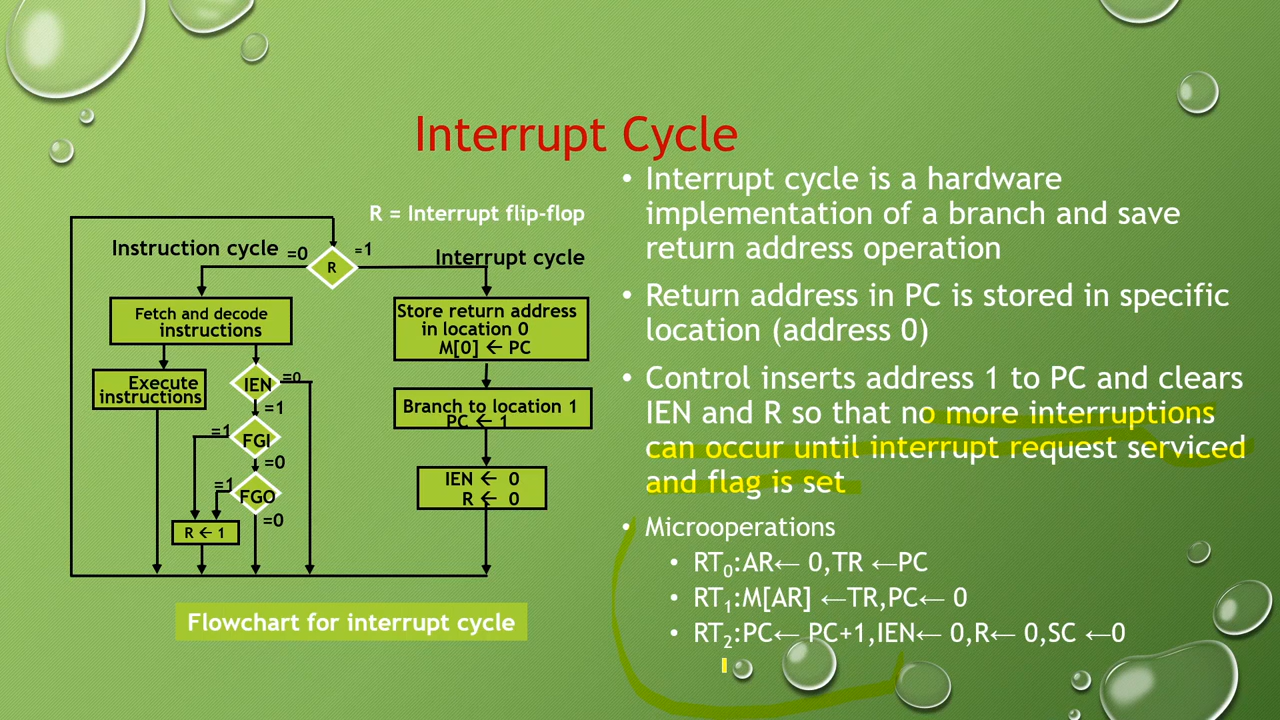 Interrupt Cycle
R = Interrupt flip-flop
Instruction cycle
=0
R
=1
Interrupt cycle
Fetch and decode
instructions
Execute
instructions
IEN
=0
=1
FGI
=1
=0
FGO
=1
=0
R ← 1
Store return address
in location 0
M[0] ← PC
Branch to location 1
PC ← 1
IEN ← 0
R ← 0
Flowchart for interrupt cycle
• Interrupt cycle is a hardware
implementation of a branch and save
return address operation
• Return address in PC is stored in specific
location (address 0)
• Control inserts address 1 to PC and clears
IEN and R so that no more interruptions
can occur until interrupt request serviced
and flag is set
• Microoperations
• RT₀:AR← 0,TR ←PC
• RT₁:M[AR] ←TR,PC← 0
• RT₂:PC← PC+1,IEN← 0,R← 0,SC ←0